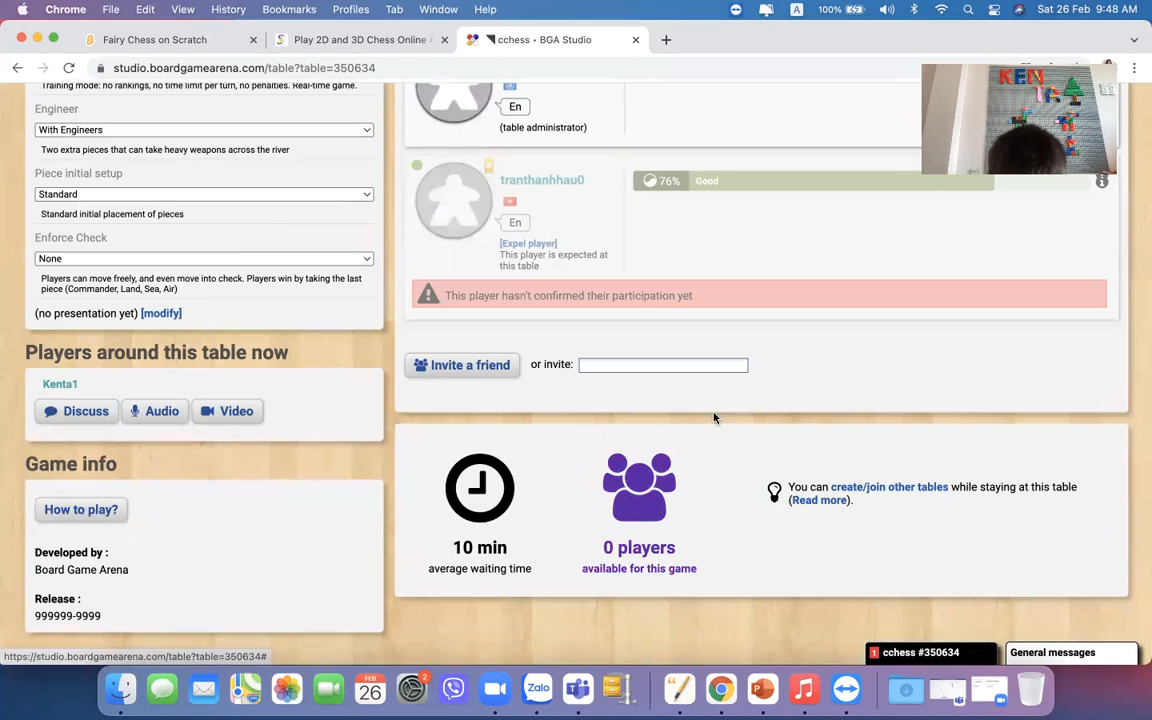 Chrome File Edit View History Bookmarks Profiles Tab Window Help
A 100% Sat 26 Feb 9:48 AM
Fairy Chess on Scratch
Play 2D and 3D Chess Online
cchess • BGA Studio
studio.boardgamearena.com/table?table=350634
KEN
TA
Training mode: no rankings, no time limit per turn, no penalties. Real-time game.
Engineer
With Engineers
Two extra pieces that can take heavy weapons across the river
Piece initial setup
Standard
Standard initial placement of pieces
Enforce Check
None
Players can move freely, and even move into check. Players win by taking the last
piece (Commander, Land, Sea, Air)
(no presentation yet) [modify]
Players around this table now
Kenta1
Discuss
Audio
Video
Game info
How to play?
Developed by :
Board Game Arena
Release :
999999-9999
En
(table administrator)
tranthanhhau0
76% Good
En
[Expel player]
This player is expected at
this table
This player hasn't confirmed their participation yet
Invite a friend or invite:
10 min
average waiting time
0 players
available for this game
You can create/join other tables while staying at this table
(Read more).
https://studio.boardgamearena.com/table?table=350634#
1 cchess #350634
General messages
FEB
26
2
Zalo